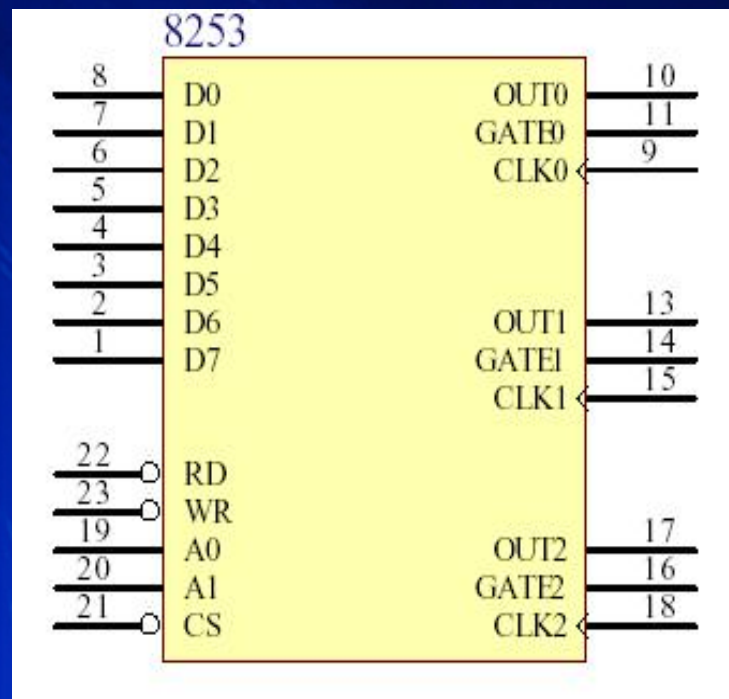 8253
8 D0 OUT0 10
7 D1 GATE0 11
6 D2 CLK0 9
5 D3
4 D4
3 D5
2 D6 OUT1 13
1 D7 GATE1 14
CLK1 15
22 RD
23 WR
19 A0 OUT2 17
20 A1 GATE2 16
21 CS CLK2 18